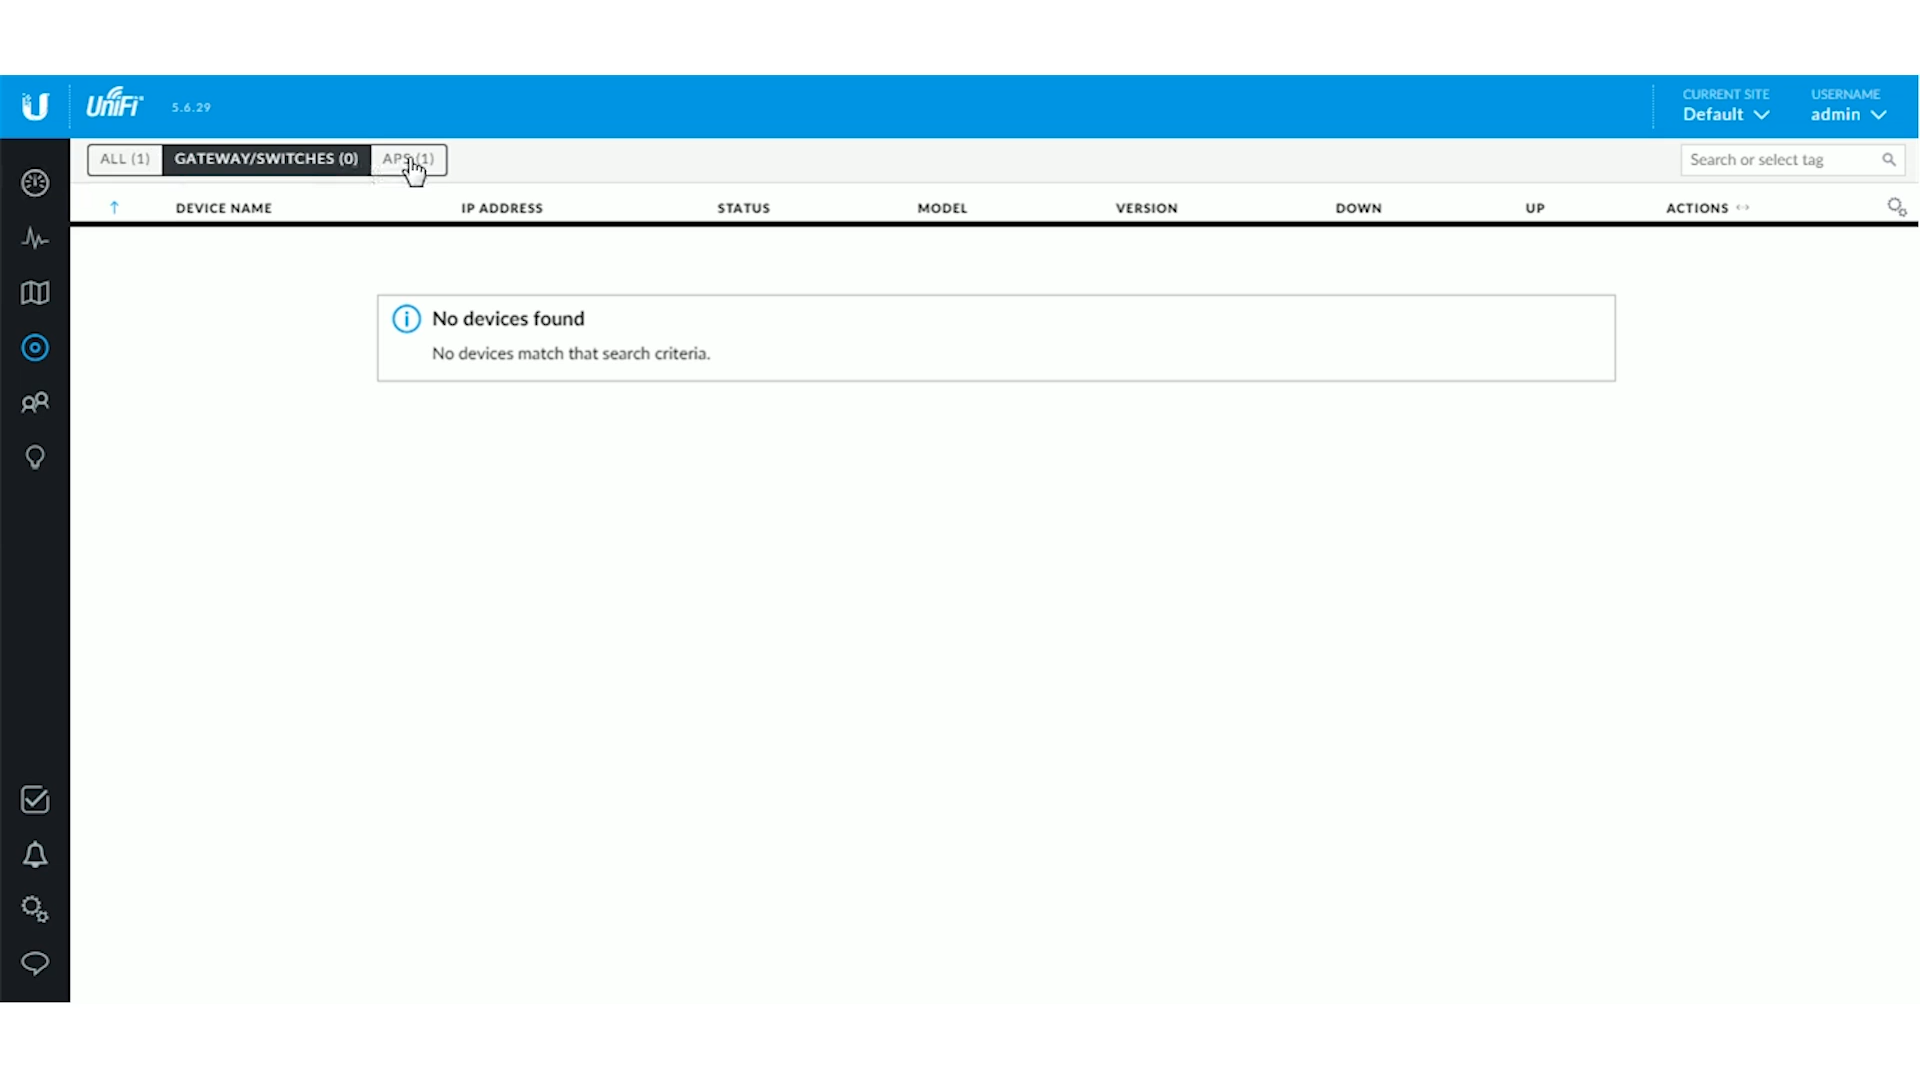 UniFi 5.6.29
CURRENT SITE
Default
USERNAME
admin
ALL (1) GATEWAY/SWITCHES (0) APS (1)
Search or select tag
DEVICE NAME IP ADDRESS STATUS MODEL VERSION DOWN UP ACTIONS
No devices found
No devices match that search criteria.